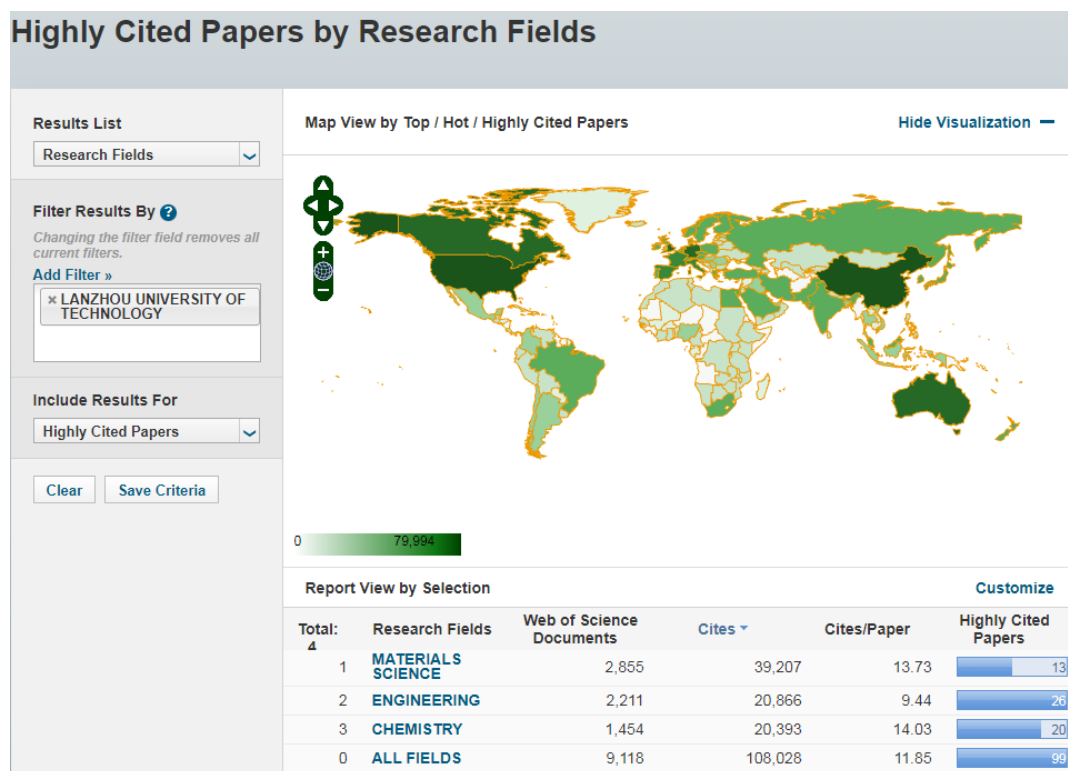 Highly Cited Papers by Research Fields
Results List
Research Fields
Filter Results By ?
Changing the filter field removes all
current filters.
Add Filter »
× LANZHOU UNIVERSITY OF
TECHNOLOGY
Include Results For
Highly Cited Papers
Clear Save Criteria
Map View by Top / Hot / Highly Cited Papers Hide Visualization
0 79,994
Report View by Selection Customize
Total: Research Fields Web of Science Cites Cites/Paper Highly Cited
4 Documents Papers
1 MATERIALS 2,855 39,207 13.73 13
SCIENCE
2 ENGINEERING 2,211 20,866 9.44 26
3 CHEMISTRY 1,454 20,393 14.03 20
0 ALL FIELDS 9,118 108,028 11.85 99